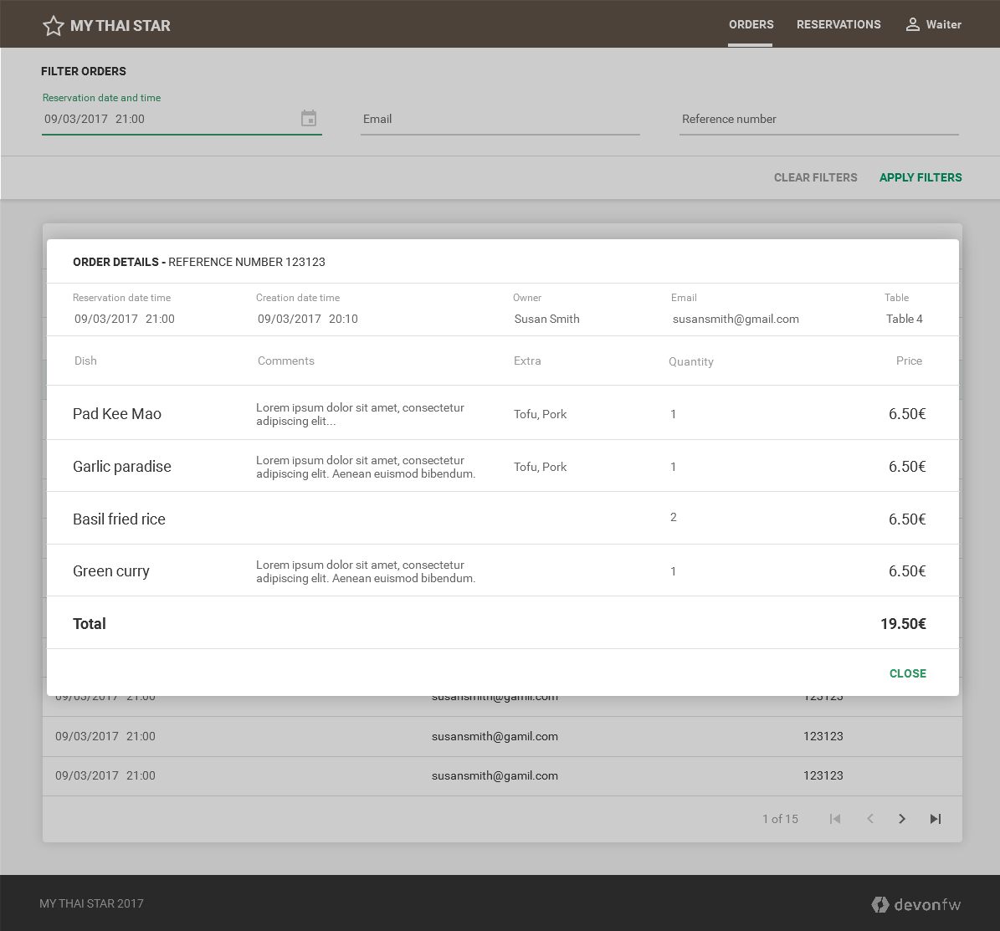 MY THAI STAR
ORDERS RESERVATIONS Waiter
FILTER ORDERS
Reservation date and time
09/03/2017 21:00 Email Reference number
CLEAR FILTERS APPLY FILTERS
ORDER DETAILS - REFERENCE NUMBER 123123
Reservation date time Creation date time Owner Email Table
09/03/2017 21:00 09/03/2017 20:10 Susan Smith susansmith@gmail.com Table 4
Dish Comments Extra Quantity Price
Pad Kee Mao Lorem ipsum dolor sit amet, consectetur
adipiscing elit... Tofu, Pork 1 6.50€
Garlic paradise Lorem ipsum dolor sit amet, consectetur
adipiscing elit. Aenean euismod bibendum. Tofu, Pork 1 6.50€
Basil fried rice 2 6.50€
Green curry Lorem ipsum dolor sit amet, consectetur
adipiscing elit. Aenean euismod bibendum. 1 6.50€
Total 19.50€
CLOSE
09/03/2017 21:00 susansmith@gamil.com 123123
09/03/2017 21:00 susansmith@gamil.com 123123
09/03/2017 21:00 susansmith@gamil.com 123123
1 of 15
MY THAI STAR 2017 devonfw